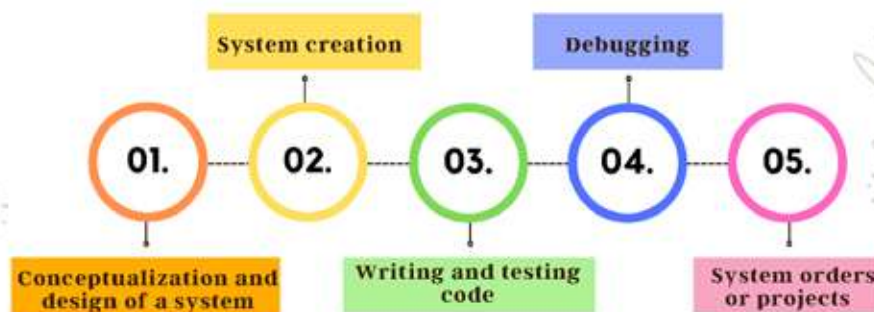 System creation
Debugging
01.
02.
03.
04.
05.
Conceptualization and
design of a system
Writing and testing
code
System orders
or projects